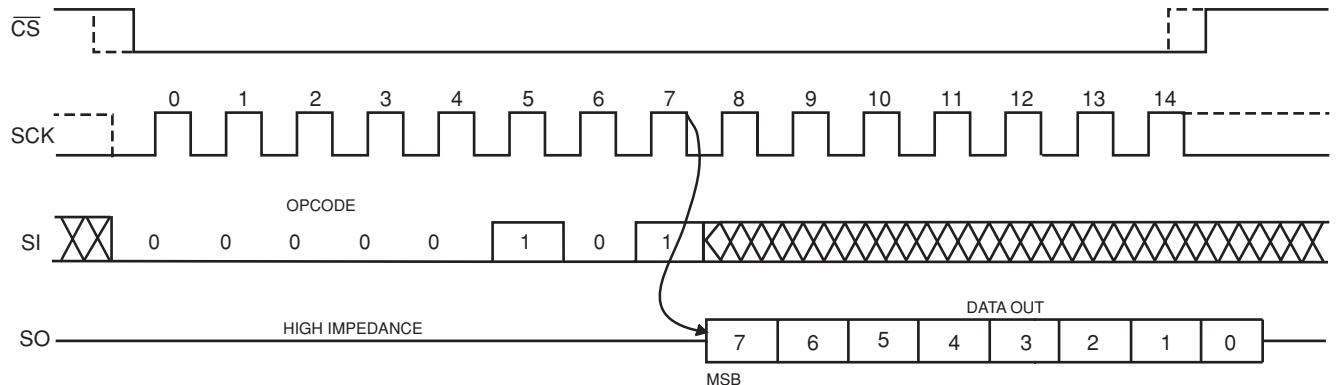 CS
0 1 2 3 4 5 6 7 8 9 10 11 12 13 14
SCK
OPCODE
SI 0 0 0 0 0 1 0 1
DATA OUT
HIGH IMPEDANCE
SO 7 6 5 4 3 2 1 0
MSB